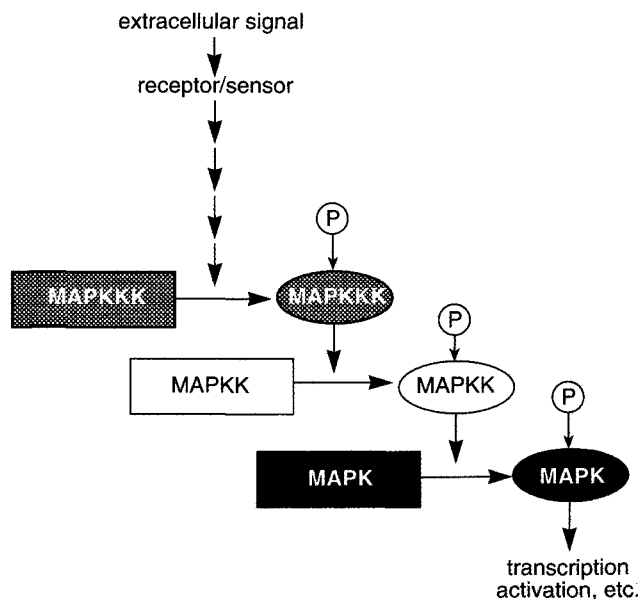 extracellular signal
receptor/sensor
P
MAPKKK
MAPKKK
P
MAPKK
MAPKK
P
MAPK
MAPK
transcription
activation, etc.